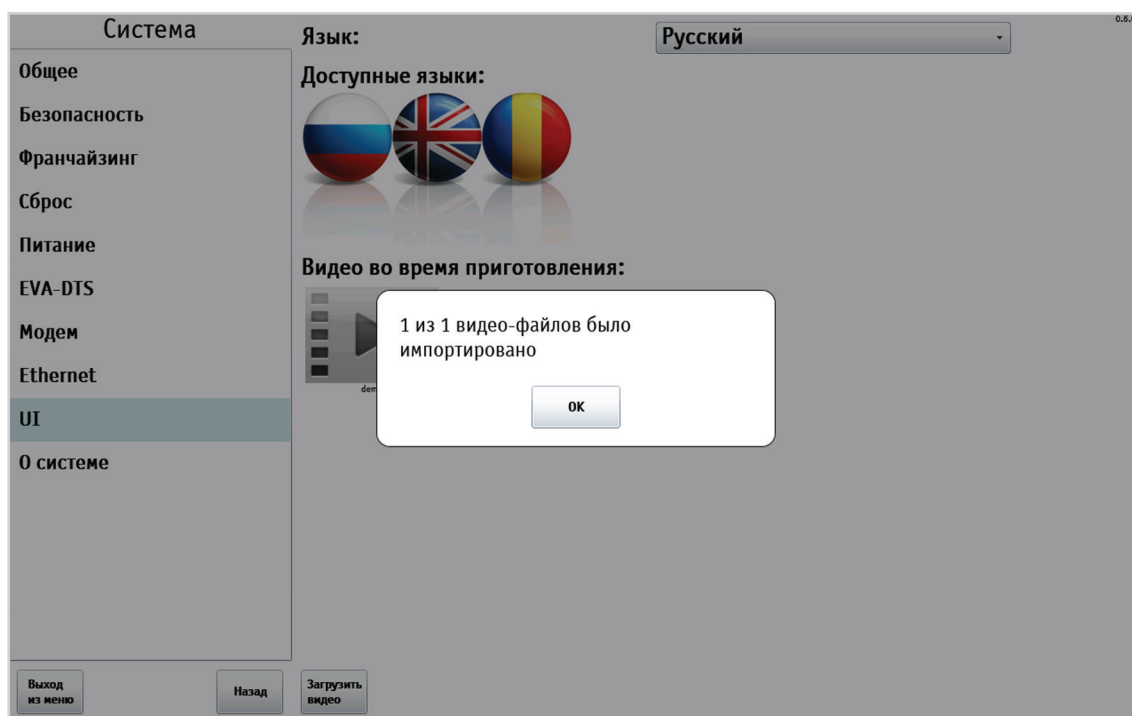 Система
Общее
Безопасность
Франчайзинг
Сброс
Питание
EVA-DTS
Модем
Ethernet
UI
О системе
Язык:
Русский
Доступные языки:
Видео во время приготовления:
1 из 1 видео-файлов было
импортировано
ОК
Выход
из меню
Назад
Загрузить
видео